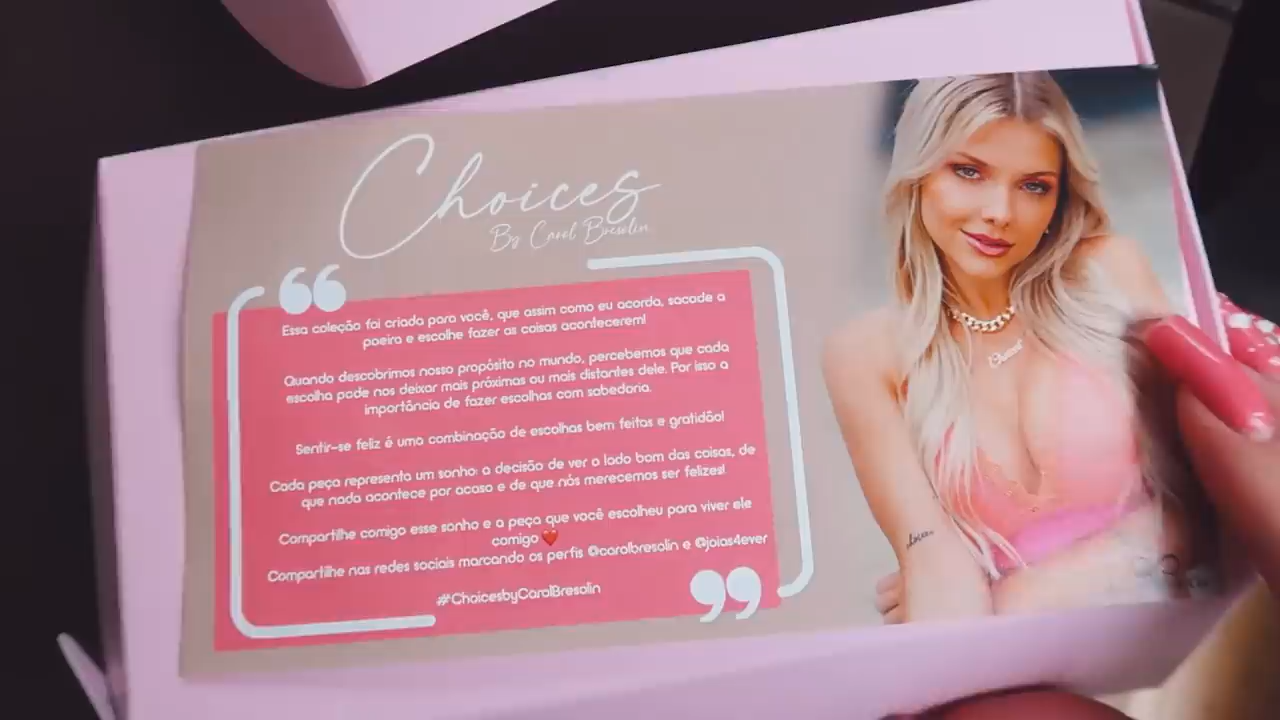 Choices
By Carol Bresolin
Essa coleção foi criada para você, que assim como eu acorda, sacode a
poeira e escolhe fazer as coisas acontecerem!
Quando descobrimos nosso propósito no mundo, percebemos que cada
escolha pode nos deixar mais próximas ou mais distantes dele. Por isso a
importância de fazer escolhas com sabedoria.
Sentir-se feliz é uma combinação de escolhas bem feitas e gratidão!
Cada peça representa um sonho: a decisão de ver o lado bom das coisas, de
que nada acontece por acaso e de que nós merecemos ser felizes!
Compartilhe comigo esse sonho e a peça que você escolheu para viver ele
comigo ❤️
Compartilhe nas redes sociais marcando os perfis @carolbresolin e @joias4ever
#ChoicesbyCarolBresolin